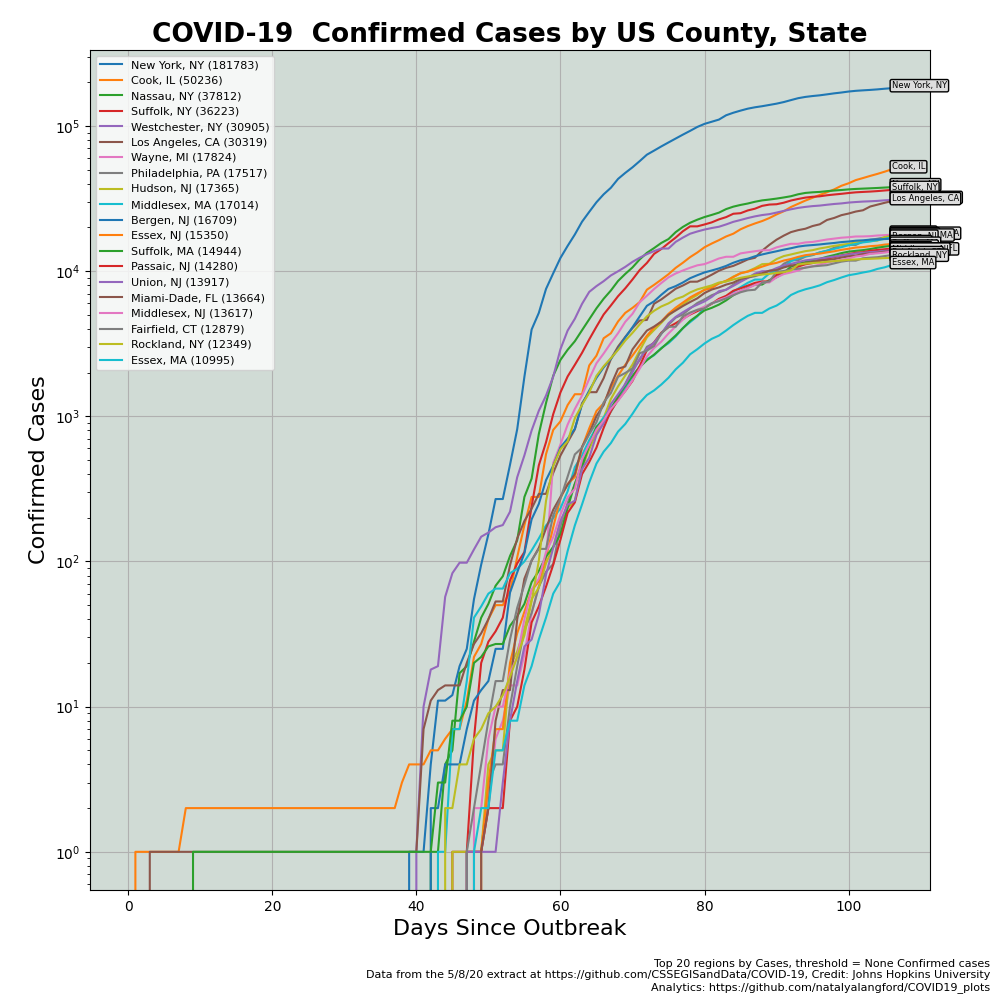 COVID-19  Confirmed Cases by US County, State
New York, NY (181783)
Cook, IL (50236)
Nassau, NY (37812)
Suffolk, NY (36223)
Westchester, NY (30905)
Los Angeles, CA (30319)
Wayne, MI (17824)
Philadelphia, PA (17517)
Hudson, NJ (17365)
Middlesex, MA (17014)
Bergen, NJ (16709)
Essex, NJ (15350)
Suffolk, MA (14944)
Passaic, NJ (14280)
Union, NJ (13917)
Miami-Dade, FL (13664)
Middlesex, NJ (13617)
Fairfield, CT (12879)
Rockland, NY (12349)
Essex, MA (10995)
New York, NY
Cook, IL
Suffolk, NY
Los Angeles, CA
Rockland, NY
Essex, MA
10^5
10^4
10^3
10^2
10^1
10^0
Confirmed Cases
0 20 40 60 80 100
Days Since Outbreak
Top 20 regions by Cases, threshold = None Confirmed cases
Data from the 5/8/20 extract at https://github.com/CSSEGISandData/COVID-19, Credit: Johns Hopkins University
Analytics: https://github.com/natalyalangford/COVID19_plots